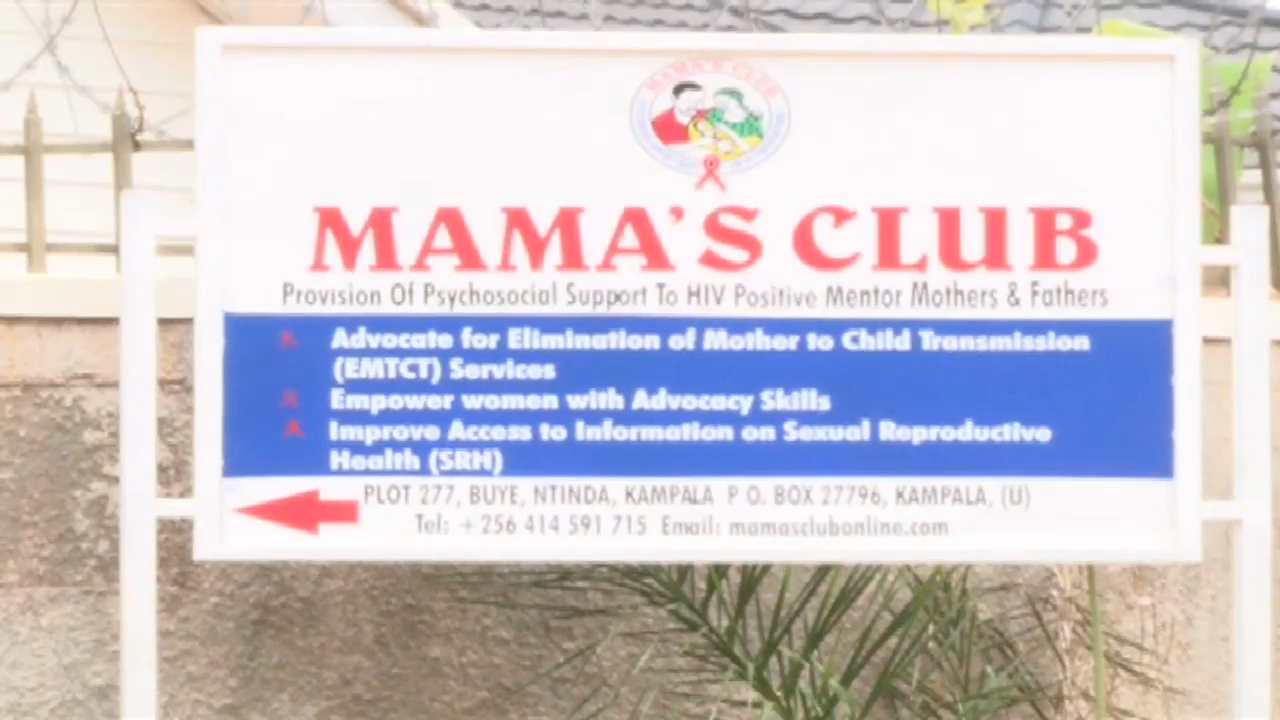 MAMA'S CLUB
MAMA'S CLUB
Provision Of Psychosocial Support To HIV Positive Mentor Mothers & Fathers
Advocate for Elimination of Mother to Child Transmission
(EMTCT) Services
Empower women with Advocacy Skills
Improve Access to Information on Sexual Reproductive
Health (SRH)
PLOT 277, BUYE, NTINDA, KAMPALA P O. BOX 27796, KAMPALA, (U)
Tel: +256 414 591 715 Email: mamasclubonline.com